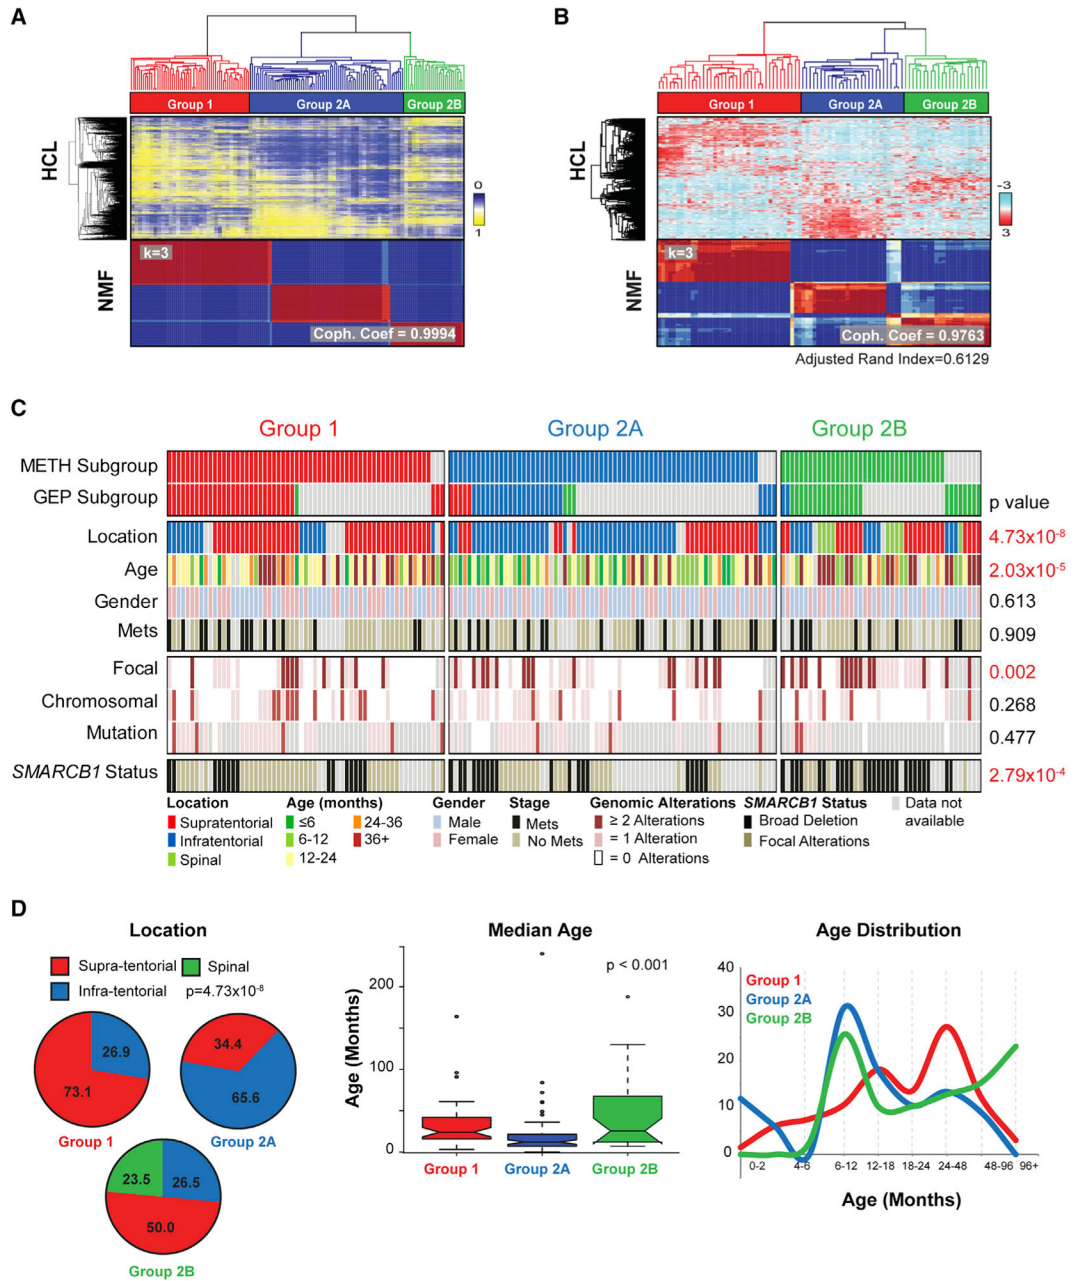 A
Group 1
Group 2A
Group 2B
HCL
0
1
k=3
NMF
Coph. Coef = 0.9994
B
Group 1
Group 2A
Group 2B
HCL
-3
3
k=3
NMF
Coph. Coef = 0.9763
Adjusted Rand Index=0.6129
C
Group 1
Group 2A
Group 2B
METH Subgroup
GEP Subgroup
p value
Location
4.73x10-8
Age
2.03x10-5
Gender
0.613
Mets
0.909
Focal
0.002
Chromosomal
0.268
Mutation
0.477
SMARCB1 Status
2.79x10-4
Location
Supratentorial
Infratentorial
Spinal
Age (months)
≤6
6-12
12-24
24-36
36+
Gender
Male
Female
Stage
Mets
No Mets
Genomic Alterations
≥ 2 Alterations
= 1 Alteration
= 0 Alterations
SMARCB1 Status
Broad Deletion
Focal Alterations
Data not
available
D
Location
Supra-tentorial
Spinal
Infra-tentorial
p=4.73x10-8
26.9
73.1
Group 1
34.4
65.6
Group 2A
23.5
26.5
50.0
Group 2B
Median Age
p < 0.001
200
100
0
Age (Months)
Group 1
Group 2A
Group 2B
Age Distribution
Group 1
Group 2A
Group 2B
40
30
20
10
0
0-2
4-6
6-12
12-18
18-24
24-48
48-96
96+
Age (Months)